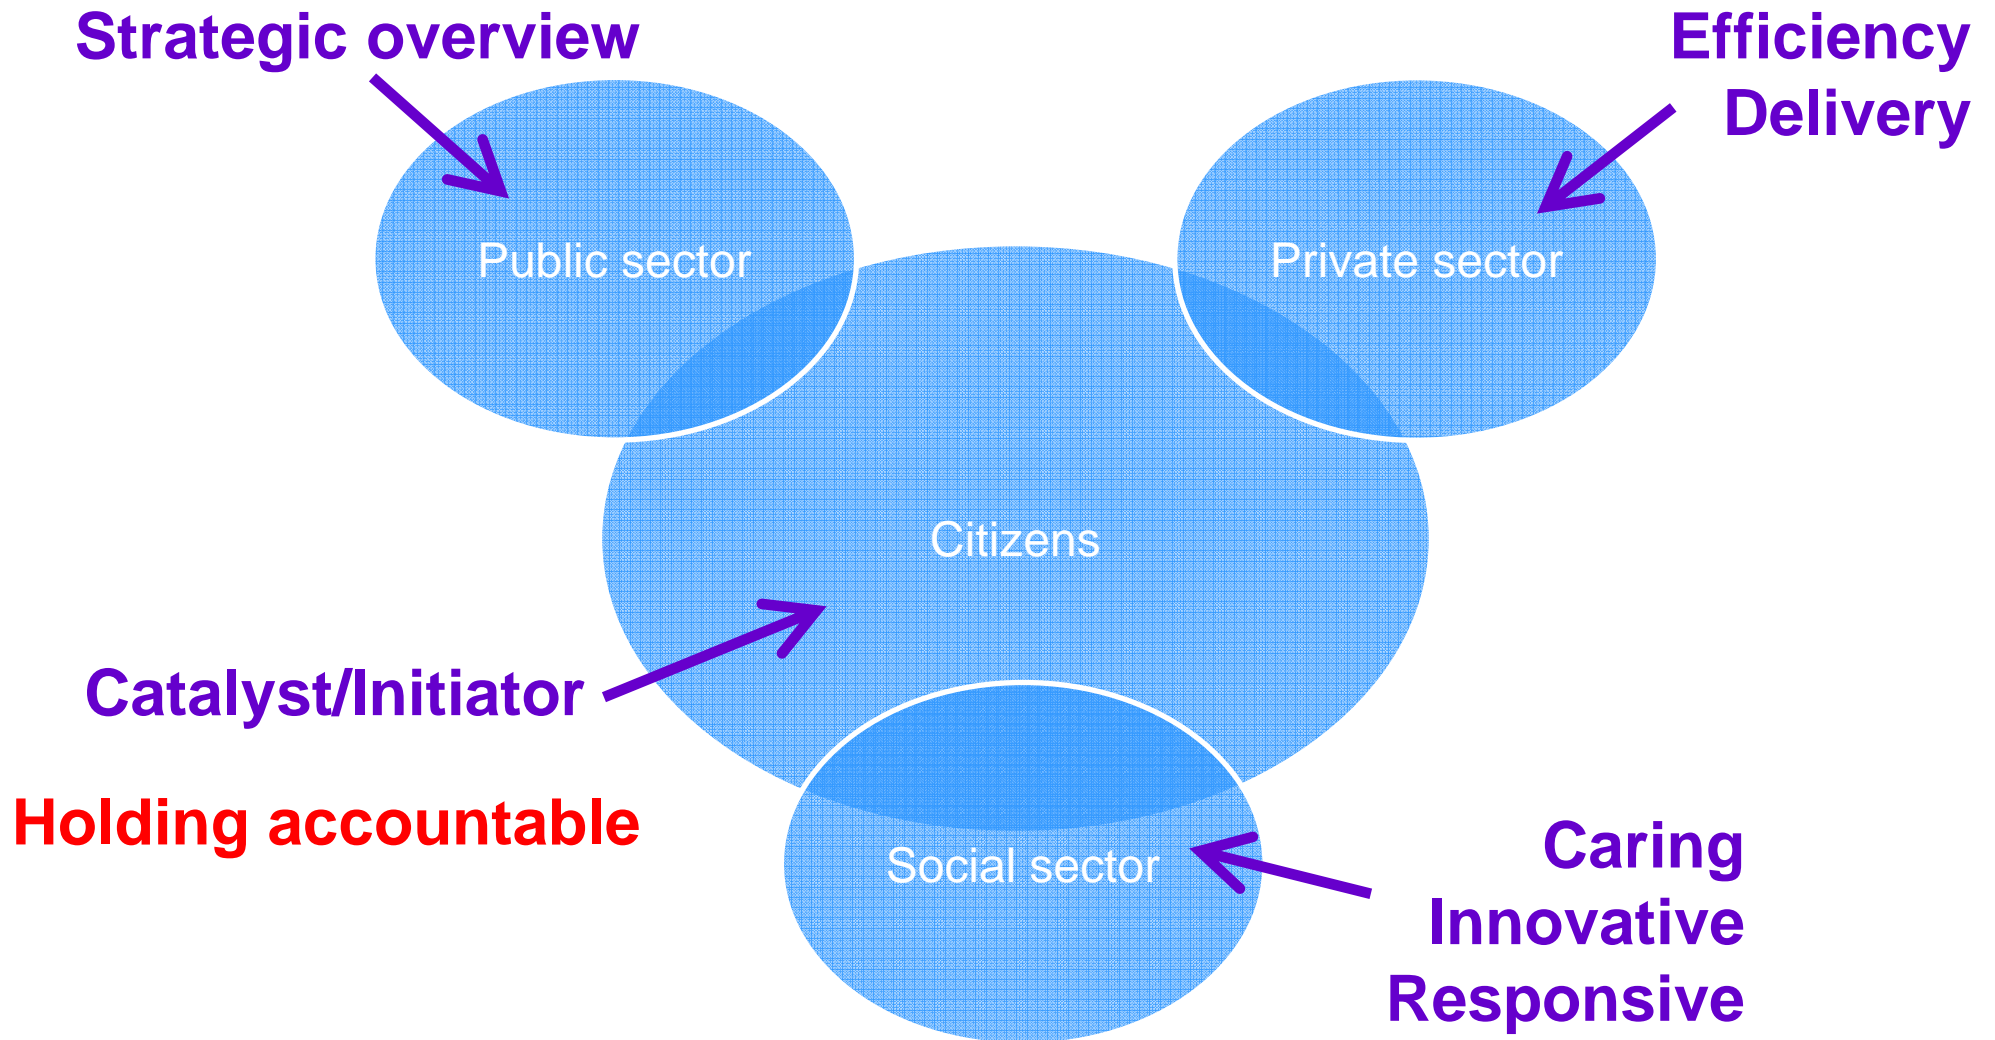 Strategic overview
Efficiency
Delivery
Public sector
Private sector
Citizens
Catalyst/Initiator
Holding accountable
Social sector
Caring
Innovative
Responsive